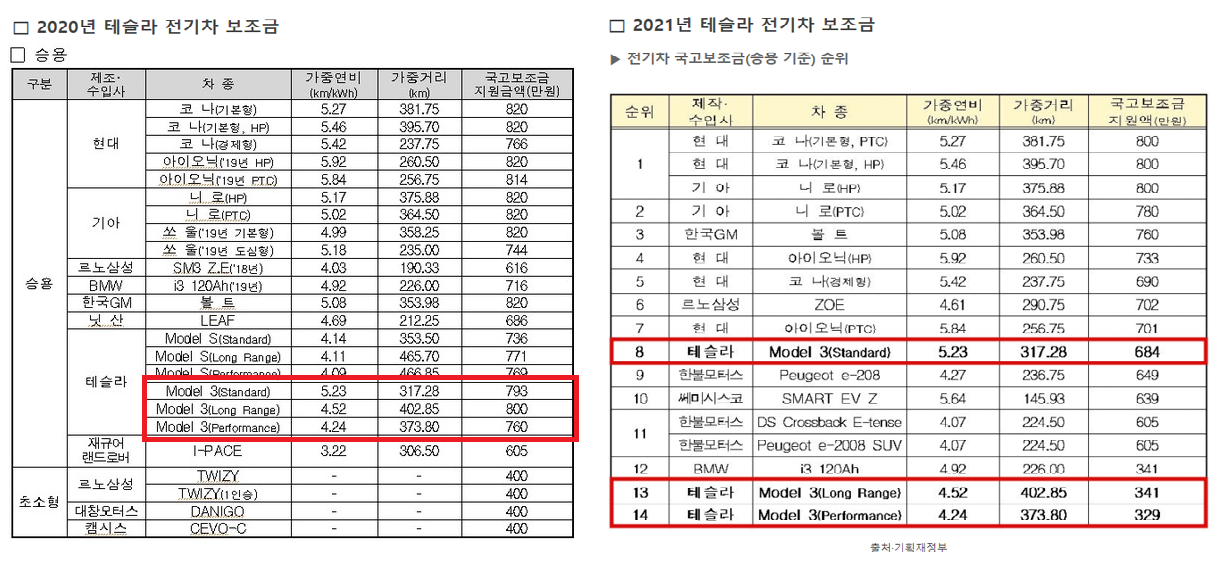 □ 2020년 테슬라 전기차 보조금
□ 승용
구분 제조·수입사 차 종 가중연비(km/kWh) 가중거리(km) 국고보조금 지원금액(만원)
승용 현대 코 나(기본형) 5.27 381.75 820
코 나(기본형, HP) 5.46 395.70 820
코 나(경제형) 5.42 237.75 766
아이오닉('19년 HP) 5.92 260.50 820
아이오닉('19년 PTC) 5.84 256.75 814
기아 니 로(HP) 5.17 375.88 820
니 로(PTC) 5.02 364.50 820
쏘 울('19년 기본형) 4.99 358.25 820
쏘 울('19년 도심형) 5.18 235.00 744
르노삼성 SM3 Z.E('18년) 4.03 190.33 616
BMW i3 120Ah('19년) 4.92 226.00 716
한국GM 볼 트 5.08 353.98 820
닛 산 LEAF 4.69 212.25 686
테슬라 Model S(Standard) 4.14 353.50 736
Model S(Long Range) 4.11 465.70 771
Model S(Performance) 4.09 466.85 769
Model 3(Standard) 5.23 317.28 793
Model 3(Long Range) 4.52 402.85 800
Model 3(Performance) 4.24 373.80 760
재규어랜드로버 I-PACE 3.22 306.50 605
초소형 르노삼성 TWIZY - - 400
TWIZY(1인승) - - 400
대창모터스 DANIGO - - 400
캠시스 CEVO-C - - 400
□ 2021년 테슬라 전기차 보조금
▶ 전기차 국고보조금(승용 기준) 순위
순위 제작·수입사 차 종 가중연비(km/kWh) 가중거리(km) 국고보조금 지원액(만원)
1 현 대 코 나(기본형, PTC) 5.27 381.75 800
현 대 코 나(기본형, HP) 5.46 395.70 800
기 아 니 로(HP) 5.17 375.88 800
2 기 아 니 로(PTC) 5.02 364.50 780
3 한국GM 볼 트 5.08 353.98 760
4 현 대 아이오닉(HP) 5.92 260.50 733
5 현 대 코 나(경제형) 5.42 237.75 690
6 르노삼성 ZOE 4.61 290.75 702
7 현 대 아이오닉(PTC) 5.84 256.75 701
8 테슬라 Model 3(Standard) 5.23 317.28 684
9 한불모터스 Peugeot e-208 4.27 236.75 649
10 쎄미시스코 SMART EV Z 5.64 145.93 639
11 한불모터스 DS Crossback E-tense 4.07 224.50 605
한불모터스 Peugeot e-2008 SUV 4.07 224.50 605
12 BMW i3 120Ah 4.92 226.00 341
13 테슬라 Model 3(Long Range) 4.52 402.85 341
14 테슬라 Model 3(Performance) 4.24 373.80 329
출처·기획재정부